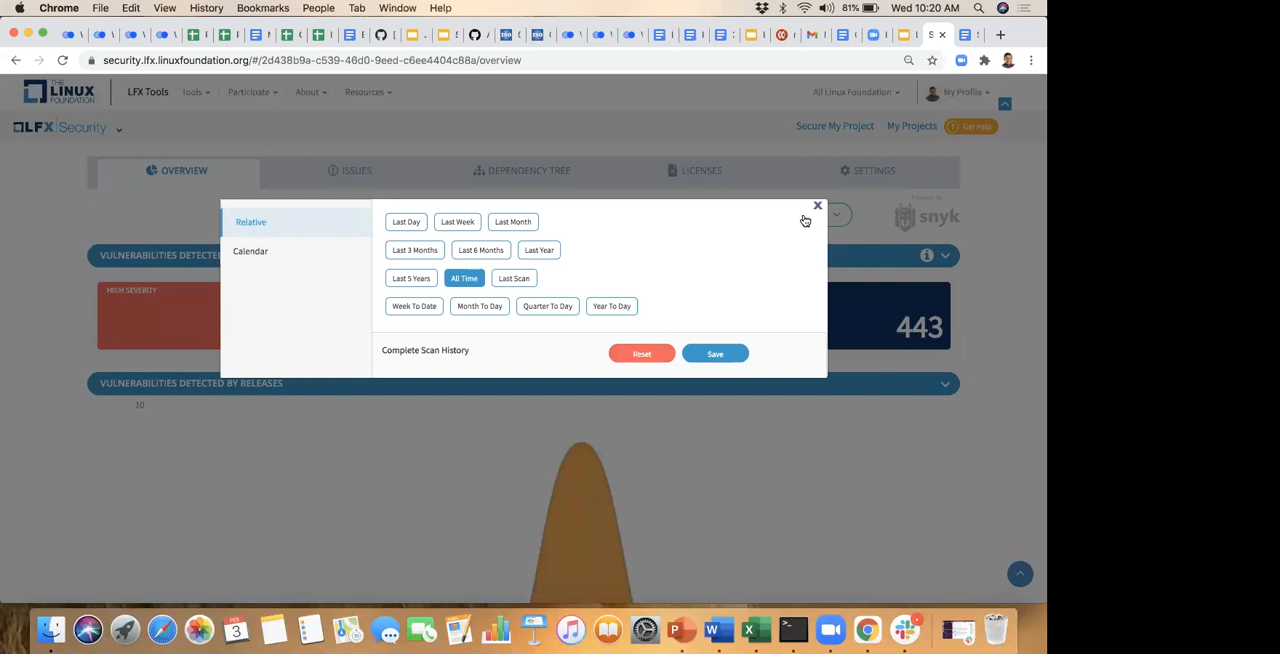 Chrome File Edit View History Bookmarks People Tab Window Help 81% Wed 10:20 AM
security.lfx.linuxfoundation.org/#/2d438b9a-c539-46d0-9eed-c6ee4404c88a/overview
THE LINUX FOUNDATION LFX Tools Tools Participate About Resources All Linux Foundation My Profile
LFX Security Secure My Project My Projects Get Help
OVERVIEW ISSUES DEPENDENCY TREE LICENSES SETTINGS
Powered By
snyk
Relative Last Day Last Week Last Month X
Calendar Last 3 Months Last 6 Months Last Year
Last 5 Years All Time Last Scan
Week To Date Month To Day Quarter To Day Year To Day
Complete Scan History Reset Save
VULNERABILITIES DETECTE
HIGH SEVERITY
443
VULNERABILITIES DETECTED BY RELEASES
10
FEB
3